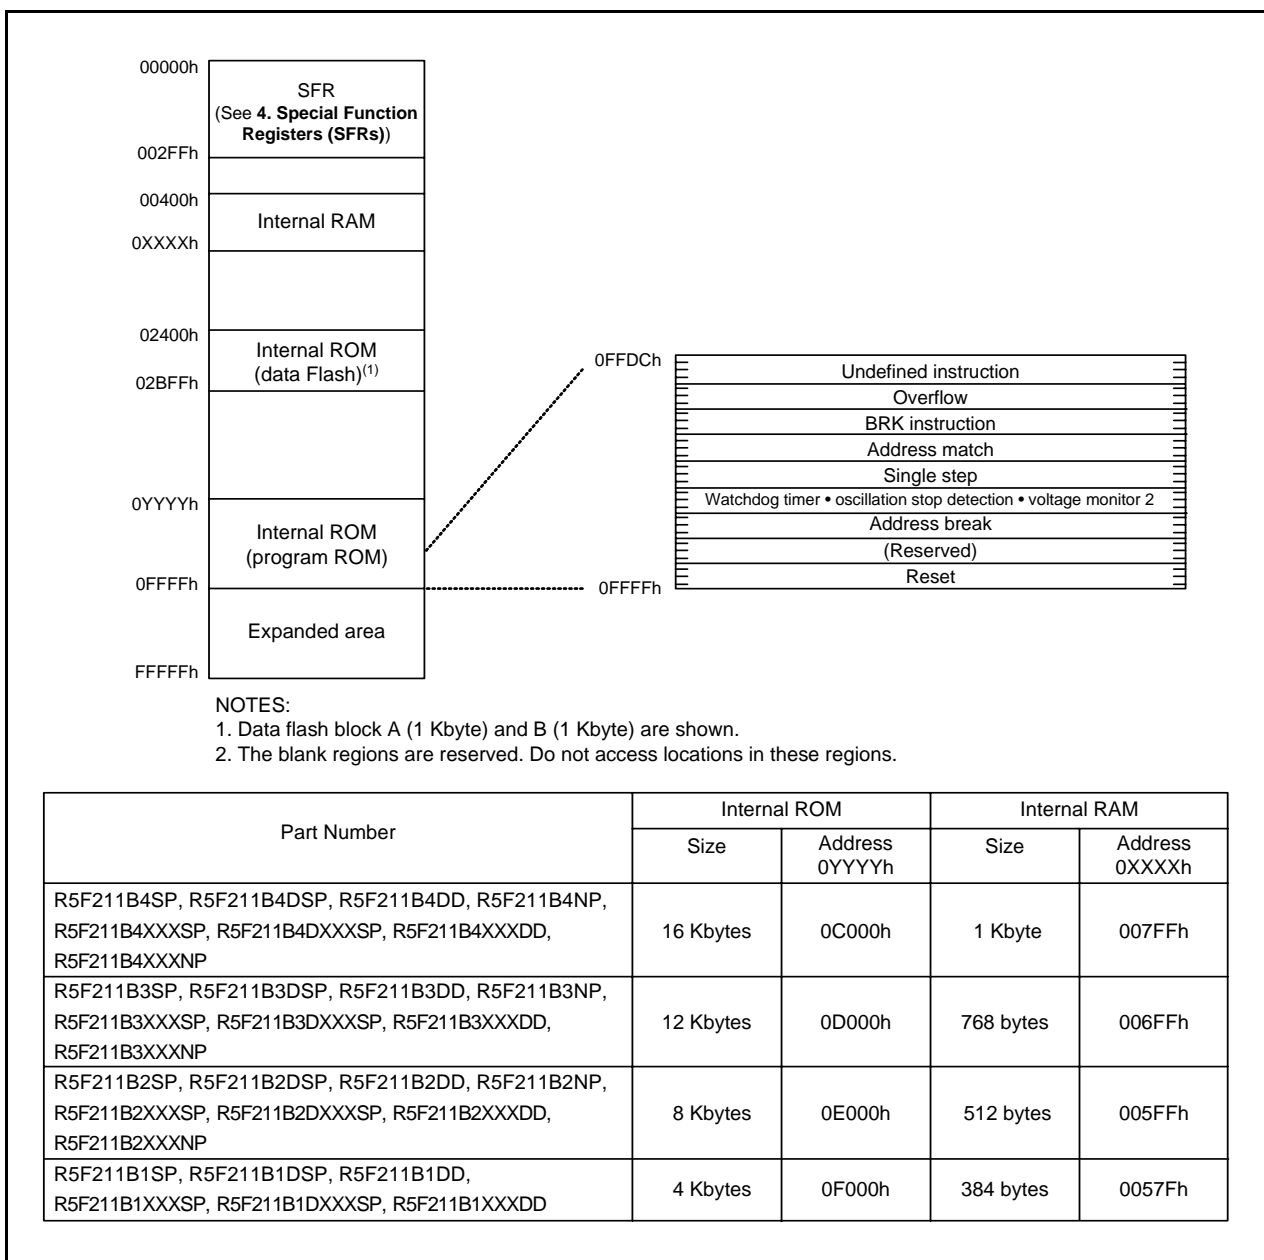 00000h
SFR
(See 4. Special Function
Registers (SFRs))
002FFh
00400h
Internal RAM
0XXXXh
02400h
Internal ROM
(data Flash)(1)
02BFFh
0YYYYh
Internal ROM
(program ROM)
0FFFFh
Expanded area
FFFFFh
0FFDCh
Undefined instruction
Overflow
BRK instruction
Address match
Single step
Watchdog timer • oscillation stop detection • voltage monitor 2
Address break
(Reserved)
Reset
0FFFFh
NOTES:
1. Data flash block A (1 Kbyte) and B (1 Kbyte) are shown.
2. The blank regions are reserved. Do not access locations in these regions.
Part Number
Internal ROM
Internal RAM
Size
Address
0YYYYh
Size
Address
0XXXXh
R5F211B4SP, R5F211B4DSP, R5F211B4DD, R5F211B4NP,
R5F211B4XXXSP, R5F211B4DXXXSP, R5F211B4XXXDD,
R5F211B4XXXNP
16 Kbytes
0C000h
1 Kbyte
007FFh
R5F211B3SP, R5F211B3DSP, R5F211B3DD, R5F211B3NP,
R5F211B3XXXSP, R5F211B3DXXXSP, R5F211B3XXXDD,
R5F211B3XXXNP
12 Kbytes
0D000h
768 bytes
006FFh
R5F211B2SP, R5F211B2DSP, R5F211B2DD, R5F211B2NP,
R5F211B2XXXSP, R5F211B2DXXXSP, R5F211B2XXXDD,
R5F211B2XXXNP
8 Kbytes
0E000h
512 bytes
005FFh
R5F211B1SP, R5F211B1DSP, R5F211B1DD,
R5F211B1XXXSP, R5F211B1DXXXSP, R5F211B1XXXDD
4 Kbytes
0F000h
384 bytes
0057Fh